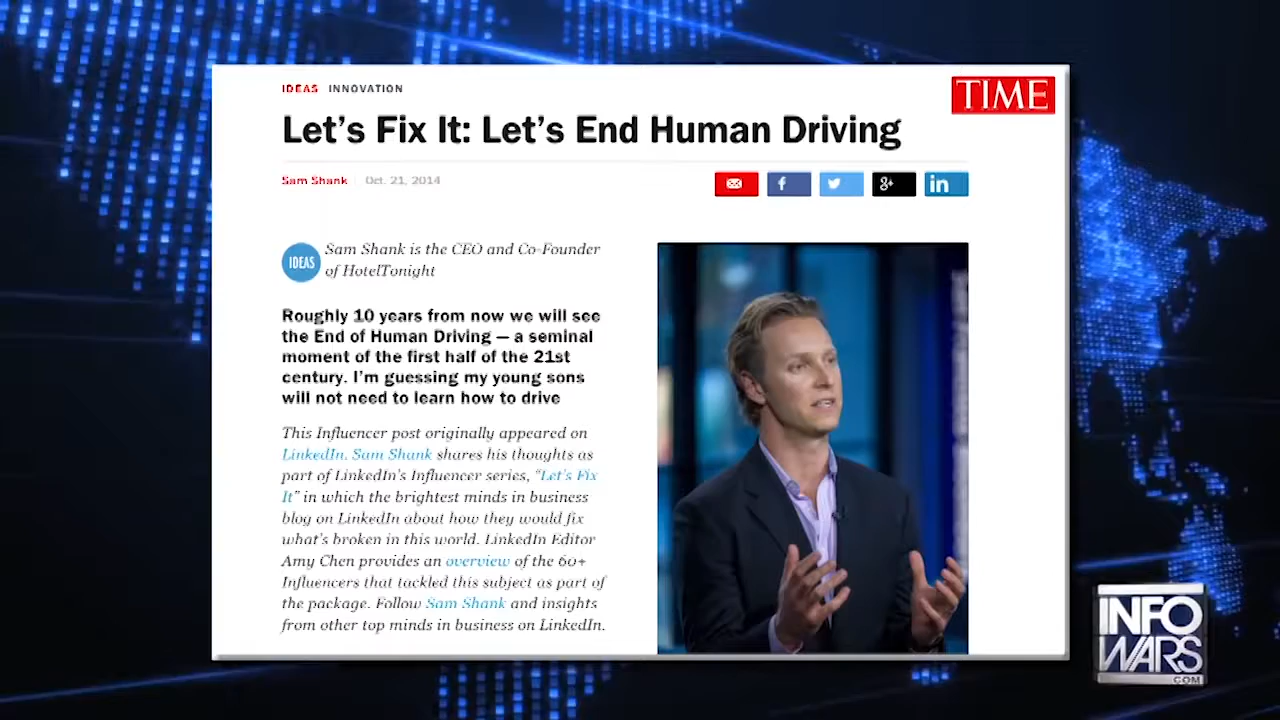 IDEAS INNOVATION
TIME
Let's Fix It: Let's End Human Driving
Sam Shank Oct. 21, 2014
f 8+ in
IDEAS
Sam Shank is the CEO and Co-Founder
of HotelTonight
Roughly 10 years from now we will see
the End of Human Driving — a seminal
moment of the first half of the 21st
century. I'm guessing my young sons
will not need to learn how to drive
This Influencer post originally appeared on
LinkedIn. Sam Shank shares his thoughts as
part of LinkedIn's Influencer series, “Let's Fix
It” in which the brightest minds in business
blog on LinkedIn about how they would fix
what's broken in this world. LinkedIn Editor
Amy Chen provides an overview of the 60+
Influencers that tackled this subject as part of
the package. Follow Sam Shank and insights
from other top minds in business on LinkedIn.
INFO
WARS
.COM